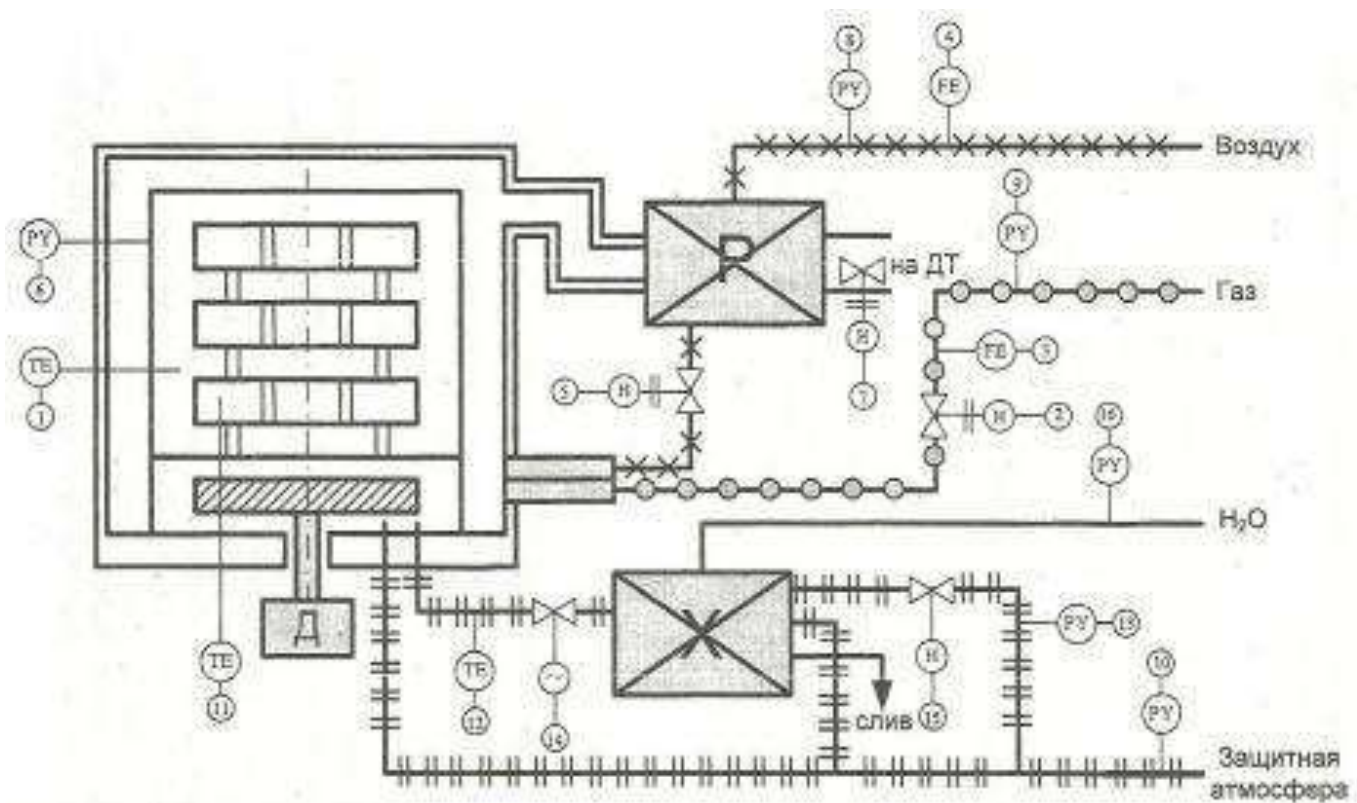 8
4
PY
FE
Воздух
9
PY
PY
6
Р
на ДТ
Газ
TE
1
FE
3
5
Н
Н
7
Н
2
16
PY
H₂O
Д
Х
PY
13
TE
11
TE
12
~
14
слив
Н
15
10
PY
Защитная
атмосфера